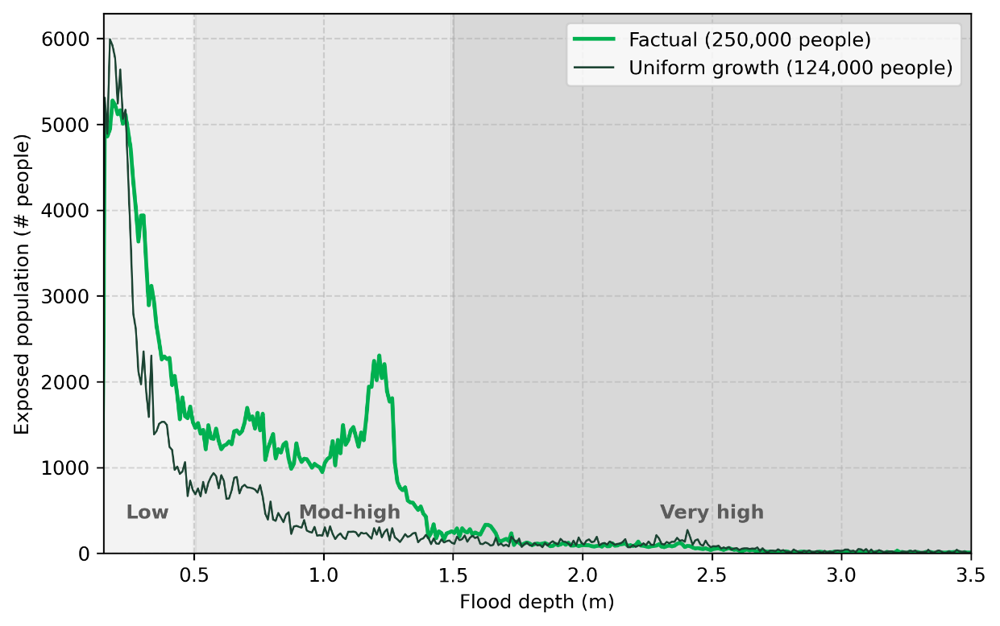 Factual (250,000 people)
Uniform growth (124,000 people)
Exposed population (# people)
6000
5000
4000
3000
2000
1000
0
Low
Mod-high
Very high
0.5
1.0
1.5
2.0
2.5
3.0
3.5
Flood depth (m)